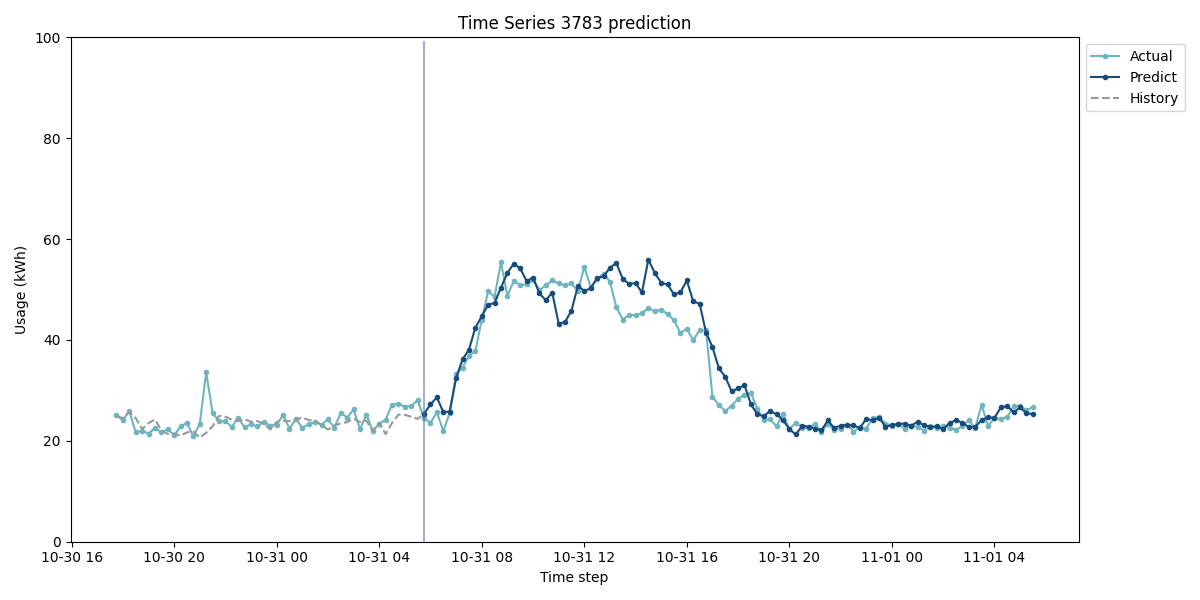 Time Series 3783 prediction
100
80
60
40
20
0
Usage (kWh)
10-30 16
10-30 20
10-31 00
10-31 04
10-31 08
10-31 12
10-31 16
10-31 20
11-01 00
11-01 04
Time step
Actual
Predict
History